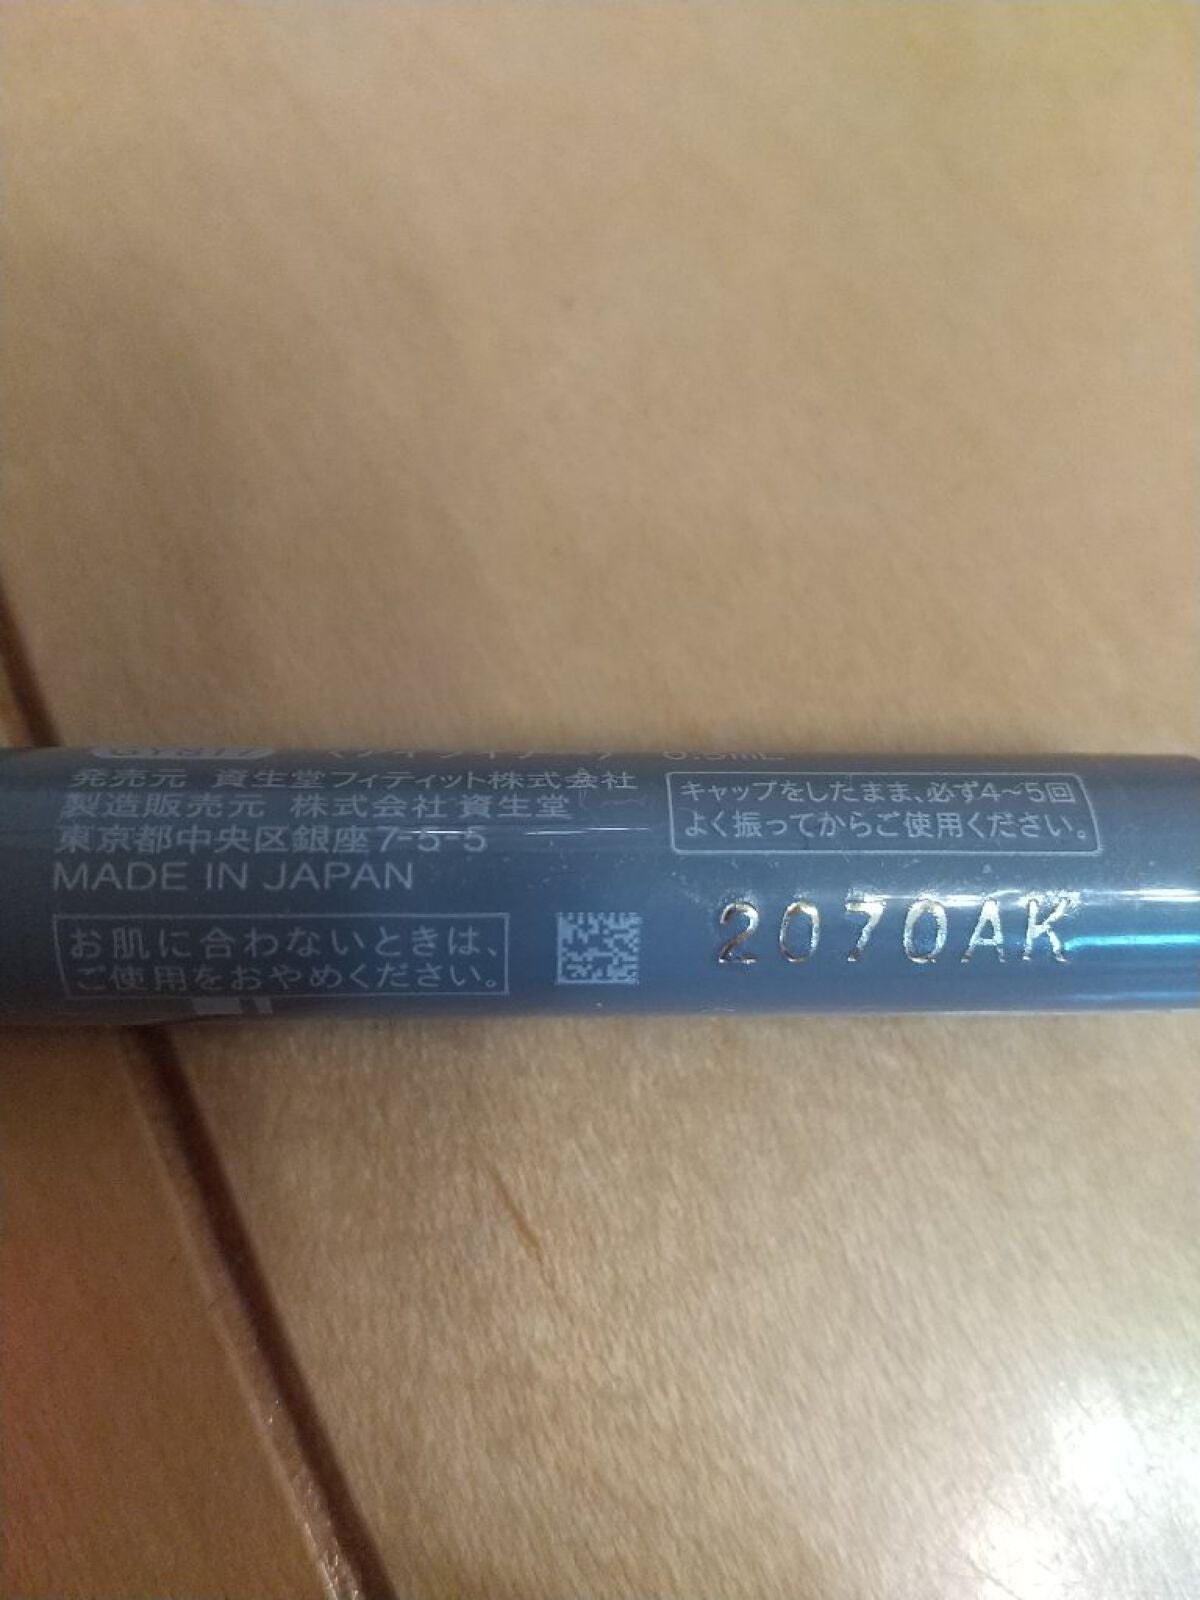 発売元 資生堂フィティット株式会社
製造販売元 株式会社 資生堂
東京都中央区銀座7-5-5
MADE IN JAPAN
お肌に合わないときは、
ご使用をおやめください。
キャップをしたまま、必ず4～5回
よく振ってからご使用ください。
2070AK